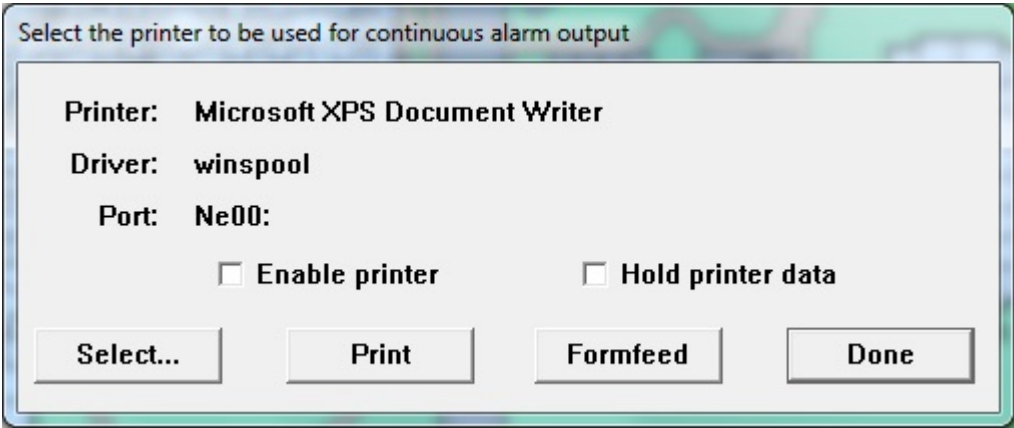 Select the printer to be used for continuous alarm output
Printer: Microsoft XPS Document Writer
Driver: winspool
Port: Ne00:
Enable printer Hold printer data
Select... Print Formfeed Done